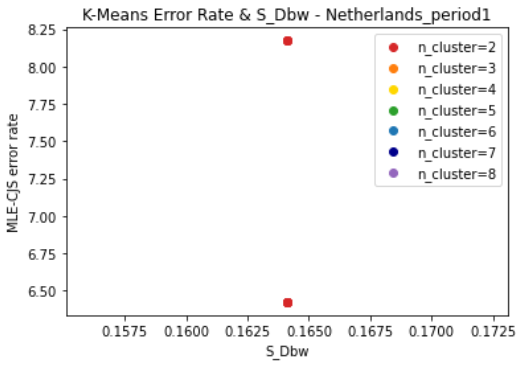 K-Means Error Rate & S_Dbw - Netherlands_period1
8.25
8.00
7.75
7.50
7.25
7.00
6.75
6.50
MLE-CJS error rate
n_cluster=2
n_cluster=3
n_cluster=4
n_cluster=5
n_cluster=6
n_cluster=7
n_cluster=8
0.1575 0.1600 0.1625 0.1650 0.1675 0.1700 0.1725
S_Dbw